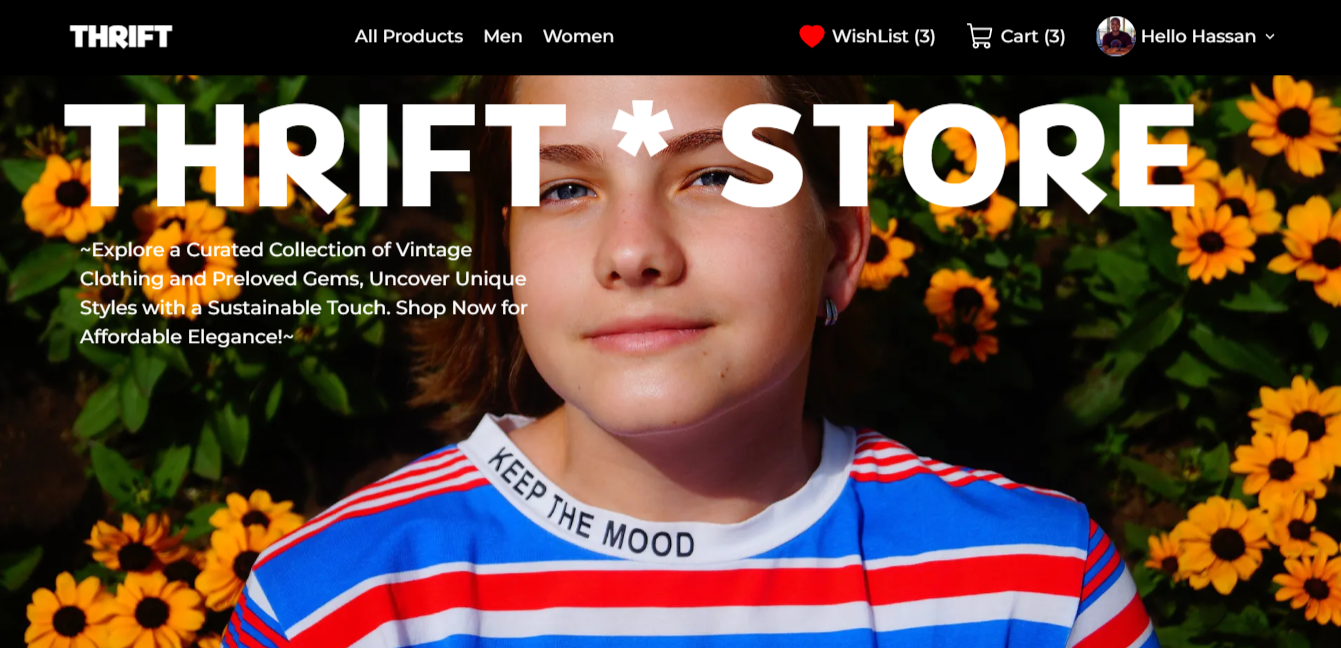 THRIFT
All Products Men Women
WishList (3) Cart (3) Hello Hassan
THRIFT * STORE
~Explore a Curated Collection of Vintage
Clothing and Preloved Gems, Uncover Unique
Styles with a Sustainable Touch. Shop Now for
Affordable Elegance!~
KEEP THE MOOD